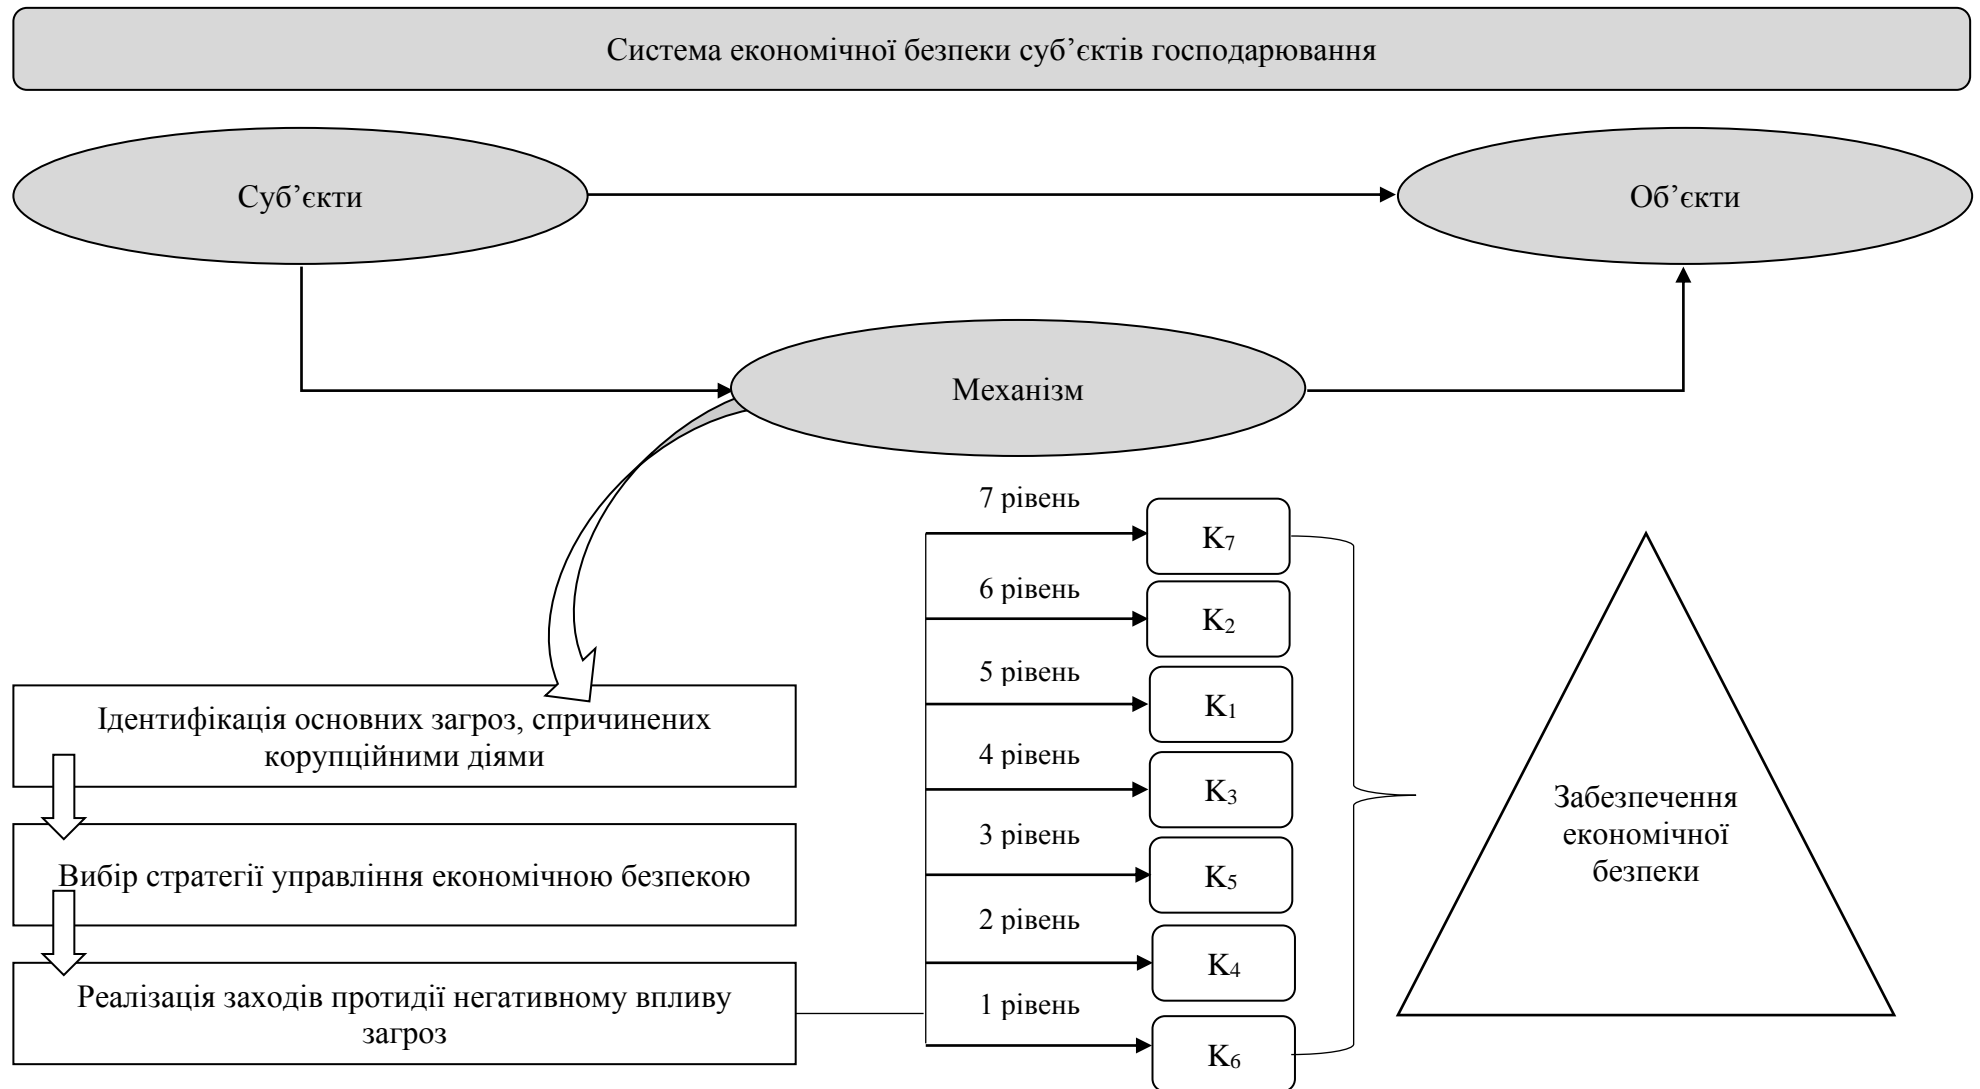 Система економічної безпеки суб’єктів господарювання
Суб’єкти
Об’єкти
Механізм
Ідентифікація основних загроз, спричинених
корупційними діями
Вибір стратегії управління економічною безпекою
Реалізація заходів протидії негативному впливу
загроз
7 рівень
K₇
6 рівень
K₂
5 рівень
K₁
4 рівень
K₃
3 рівень
K₅
2 рівень
K₄
1 рівень
K₆
Забезпечення
економічної
безпеки